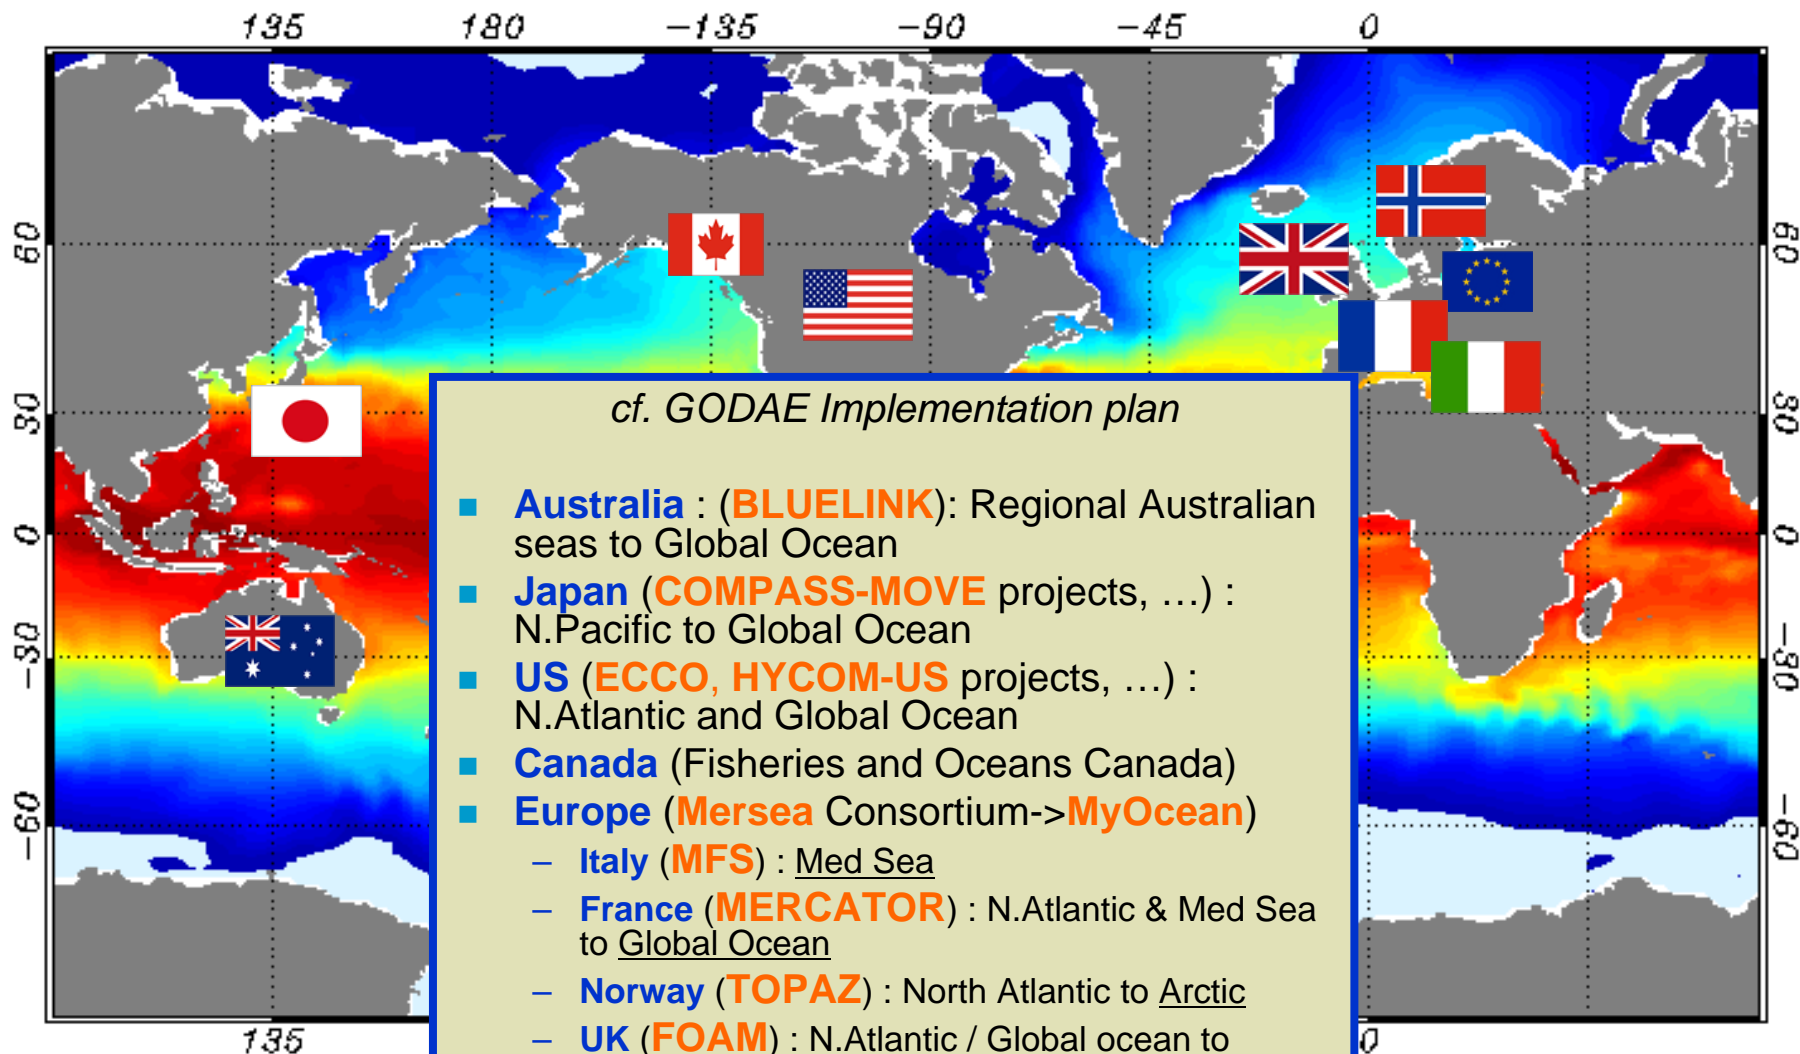 135 180 −135 −90 −45 0
60 60
30 30
0 0
−30 −30
−60 −60
135 0
cf. GODAE Implementation plan
■ Australia : (BLUELINK): Regional Australian
seas to Global Ocean
■ Japan (COMPASS-MOVE projects, …) :
N.Pacific to Global Ocean
■ US (ECCO, HYCOM-US projects, …) :
N.Atlantic and Global Ocean
■ Canada (Fisheries and Oceans Canada)
■ Europe (Mersea Consortium->MyOcean)
– Italy (MFS) : Med Sea
– France (MERCATOR) : N.Atlantic & Med Sea
to Global Ocean
– Norway (TOPAZ) : North Atlantic to Arctic
– UK (FOAM) : N.Atlantic / Global ocean to